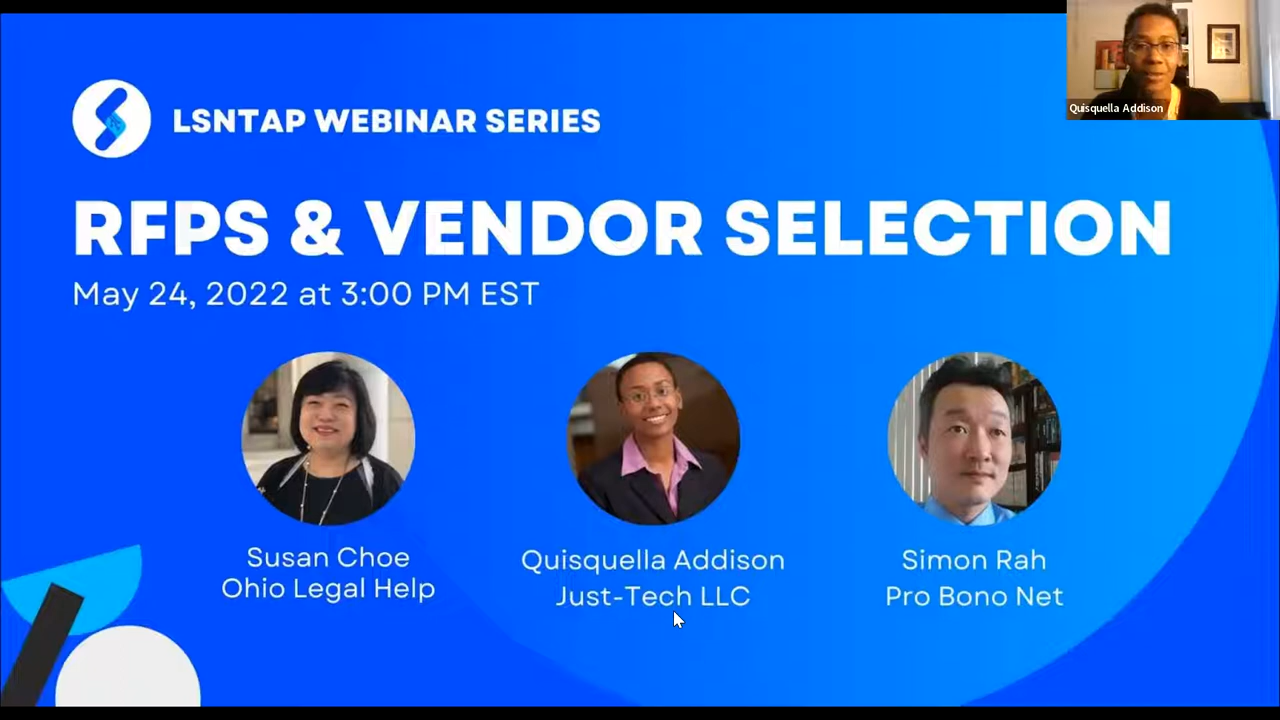 Quisquella Addison
LSNTAP WEBINAR SERIES
RFPS & VENDOR SELECTION
May 24, 2022 at 3:00 PM EST
Susan Choe
Ohio Legal Help
Quisquella Addison
Just-Tech LLC
Simon Rah
Pro Bono Net